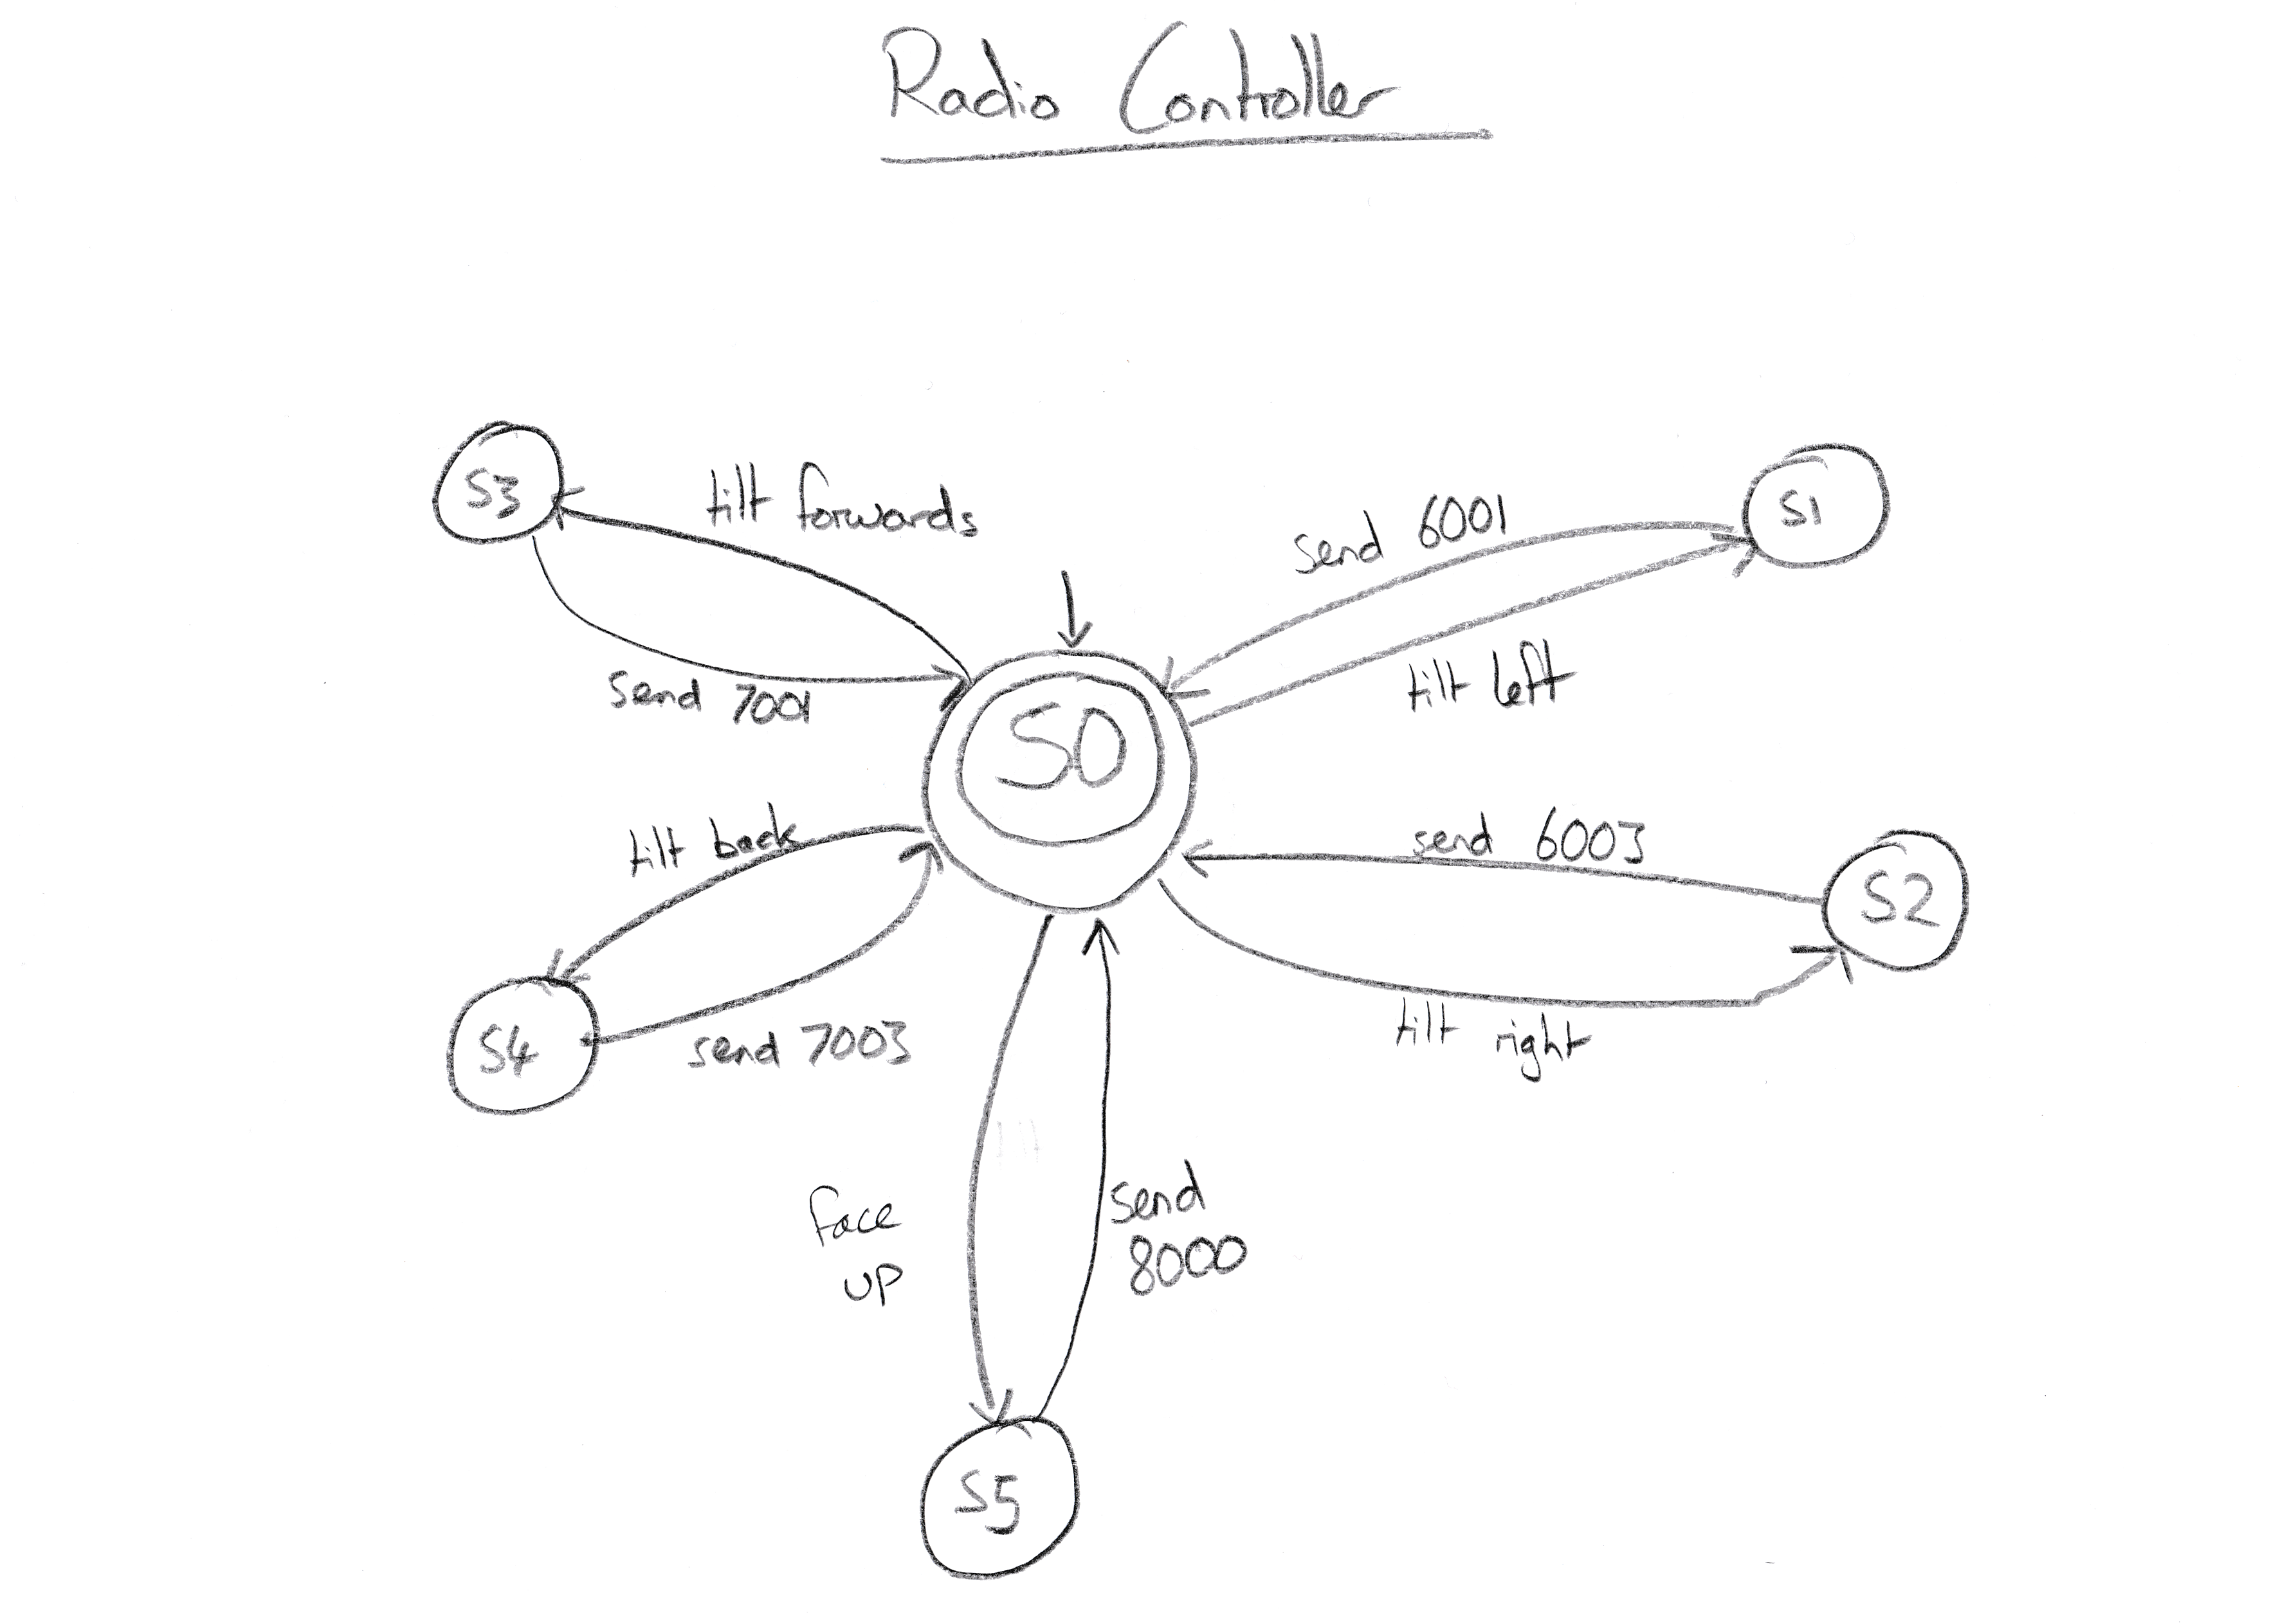 Radio Controller
S3
tilt forwards
send 7001
send 6001
S1
tilt left
S0
tilt back
send 7003
S4
send 6003
S2
tilt right
face
up
send
8000
S5